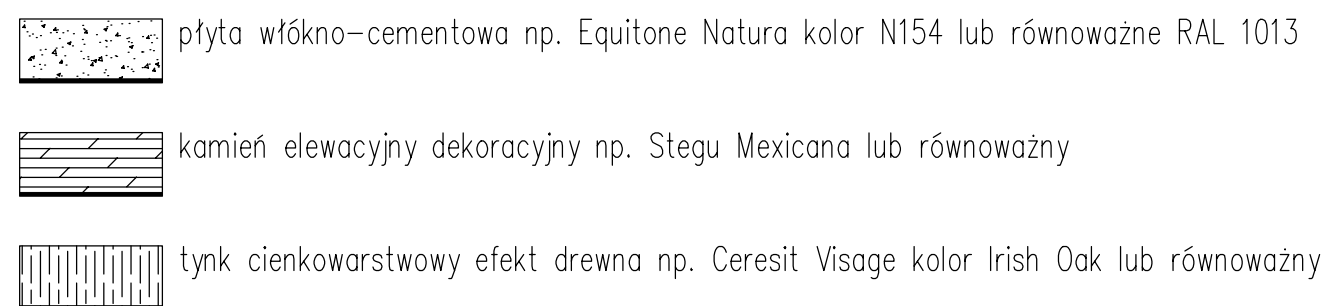 płyta włókno-cementowa np. Equitone Natura kolor N154 lub równoważne RAL 1013
kamień elewacyjny dekoracyjny np. Stegu Mexicana lub równoważny
tynk cienkowarstwowy efekt drewna np. Ceresit Visage kolor Irish Oak lub równoważny